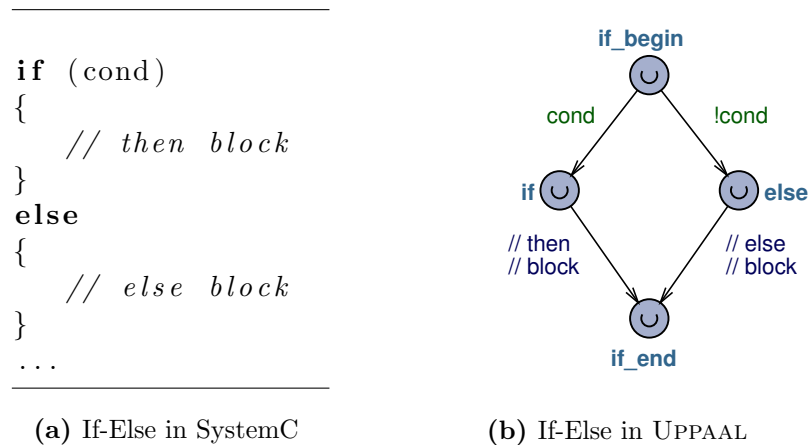 if (cond)
{
// then block
}
else
{
// else block
}
...
(a) If-Else in SystemC
if_begin
cond
!cond
if
else
// then
// block
// else
// block
if_end
(b) If-Else in UPPAAL